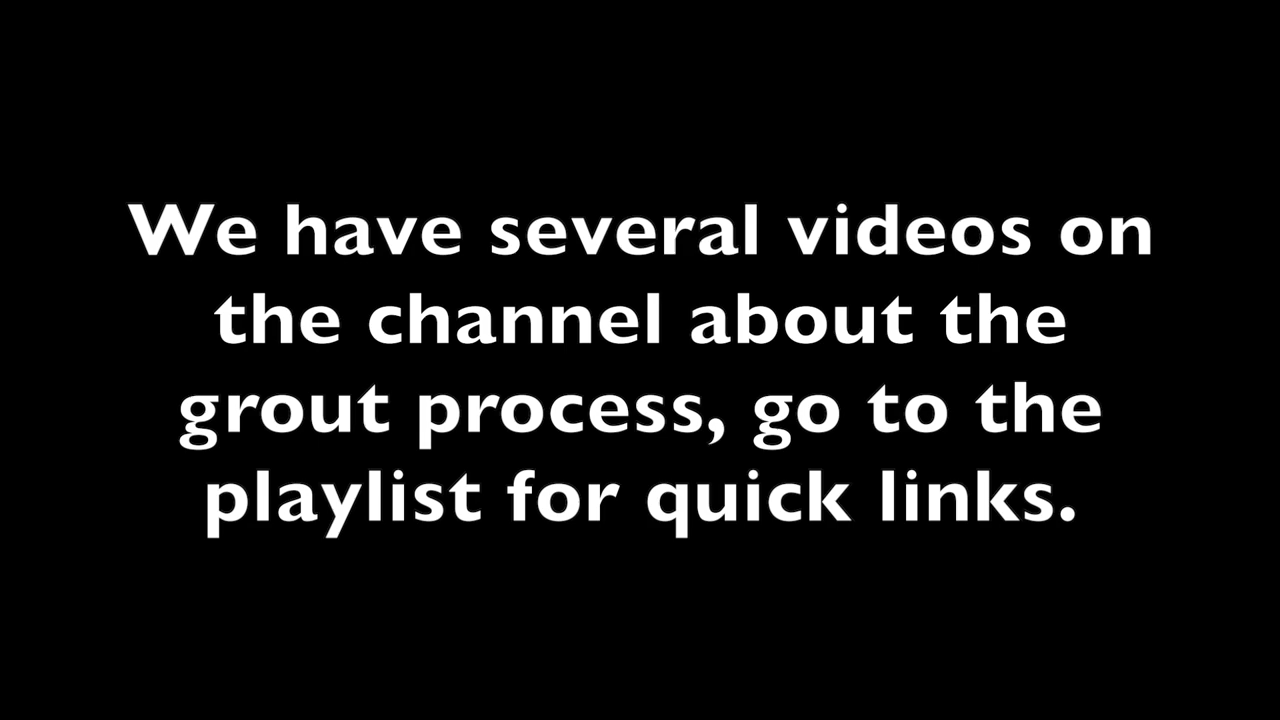 We have several videos on
the channel about the
grout process, go to the
playlist for quick links.